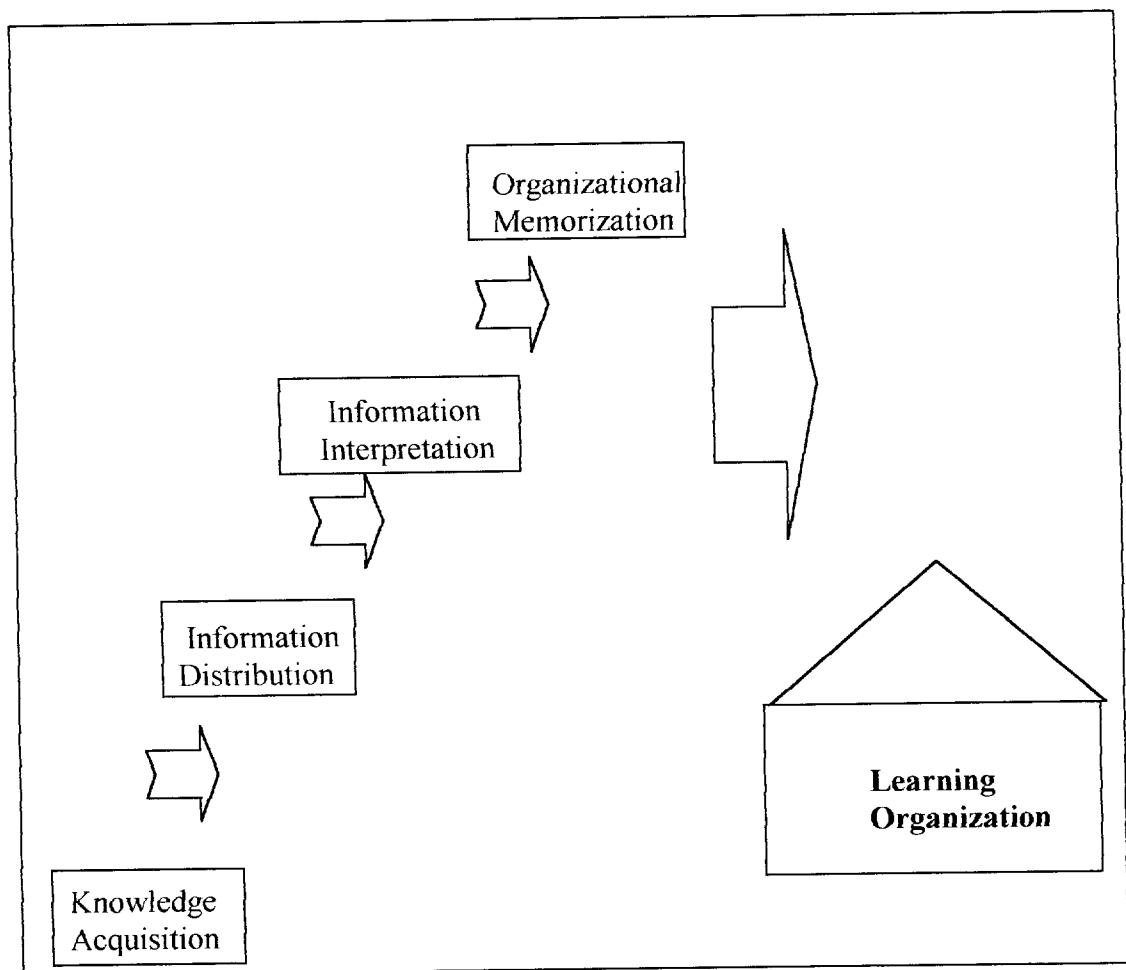 Organizational
Memorization
Information
Interpretation
Information
Distribution
Learning
Organization
Knowledge
Acquisition